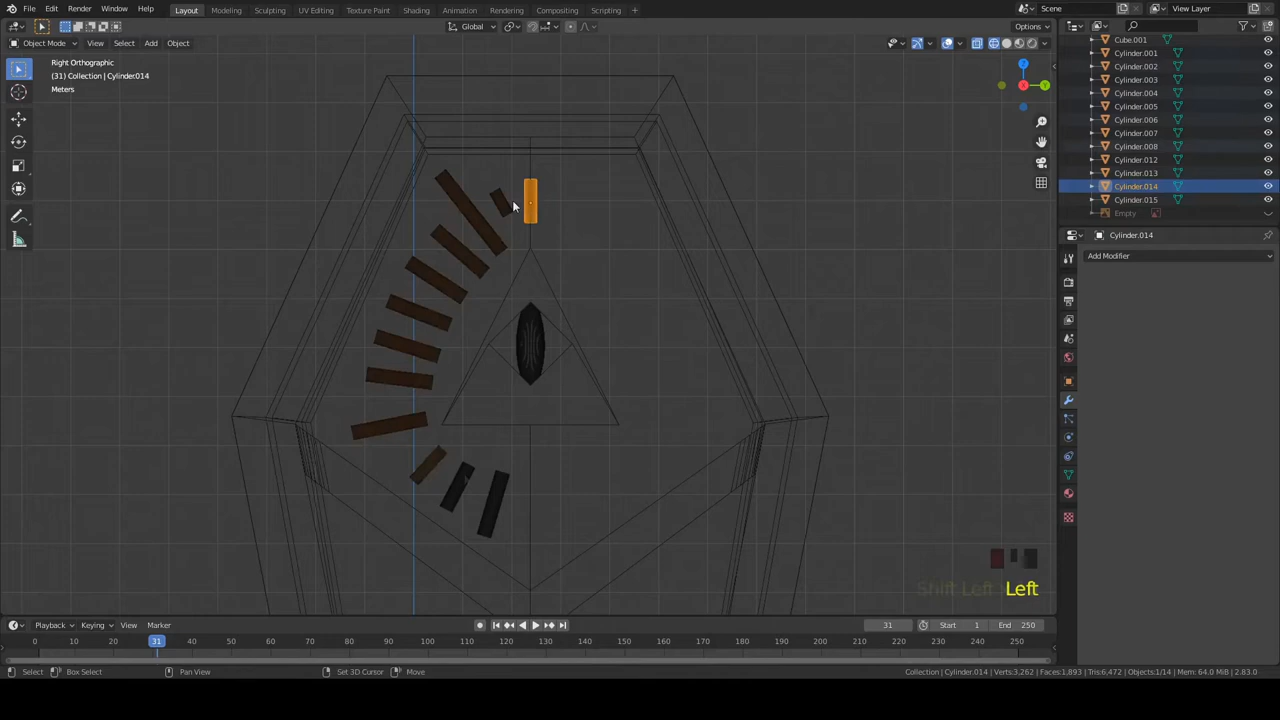 File Edit Render Window Help Layout Modeling Sculpting UV Editing Texture Paint Shading Animation Rendering Compositing Scripting + Scene View Layer
Global Options
Object Mode View Select Add Object
Right Orthographic
(31) Collection | Cylinder.014
Meters
Z
X Y
Cube.001
Cylinder.001
Cylinder.002
Cylinder.003
Cylinder.004
Cylinder.005
Cylinder.006
Cylinder.007
Cylinder.008
Cylinder.012
Cylinder.013
Cylinder.014
Cylinder.015
Empty
Cylinder.014
Add Modifier
Left
Playback Keying View Marker 31 Start 1 End 250
0 10 20 31 40 50 60 70 80 90 100 110 120 130 140 150 160 170 180 190 200 210 220 230 240 250
Select Box Select Pan View Set 3D Cursor Move Collection | Cylinder.014 | Verts:3,262 | Faces:1,893 | Tris:6,472 | Objects:1/14 | Mem: 64.0 MiB | 2.83.0